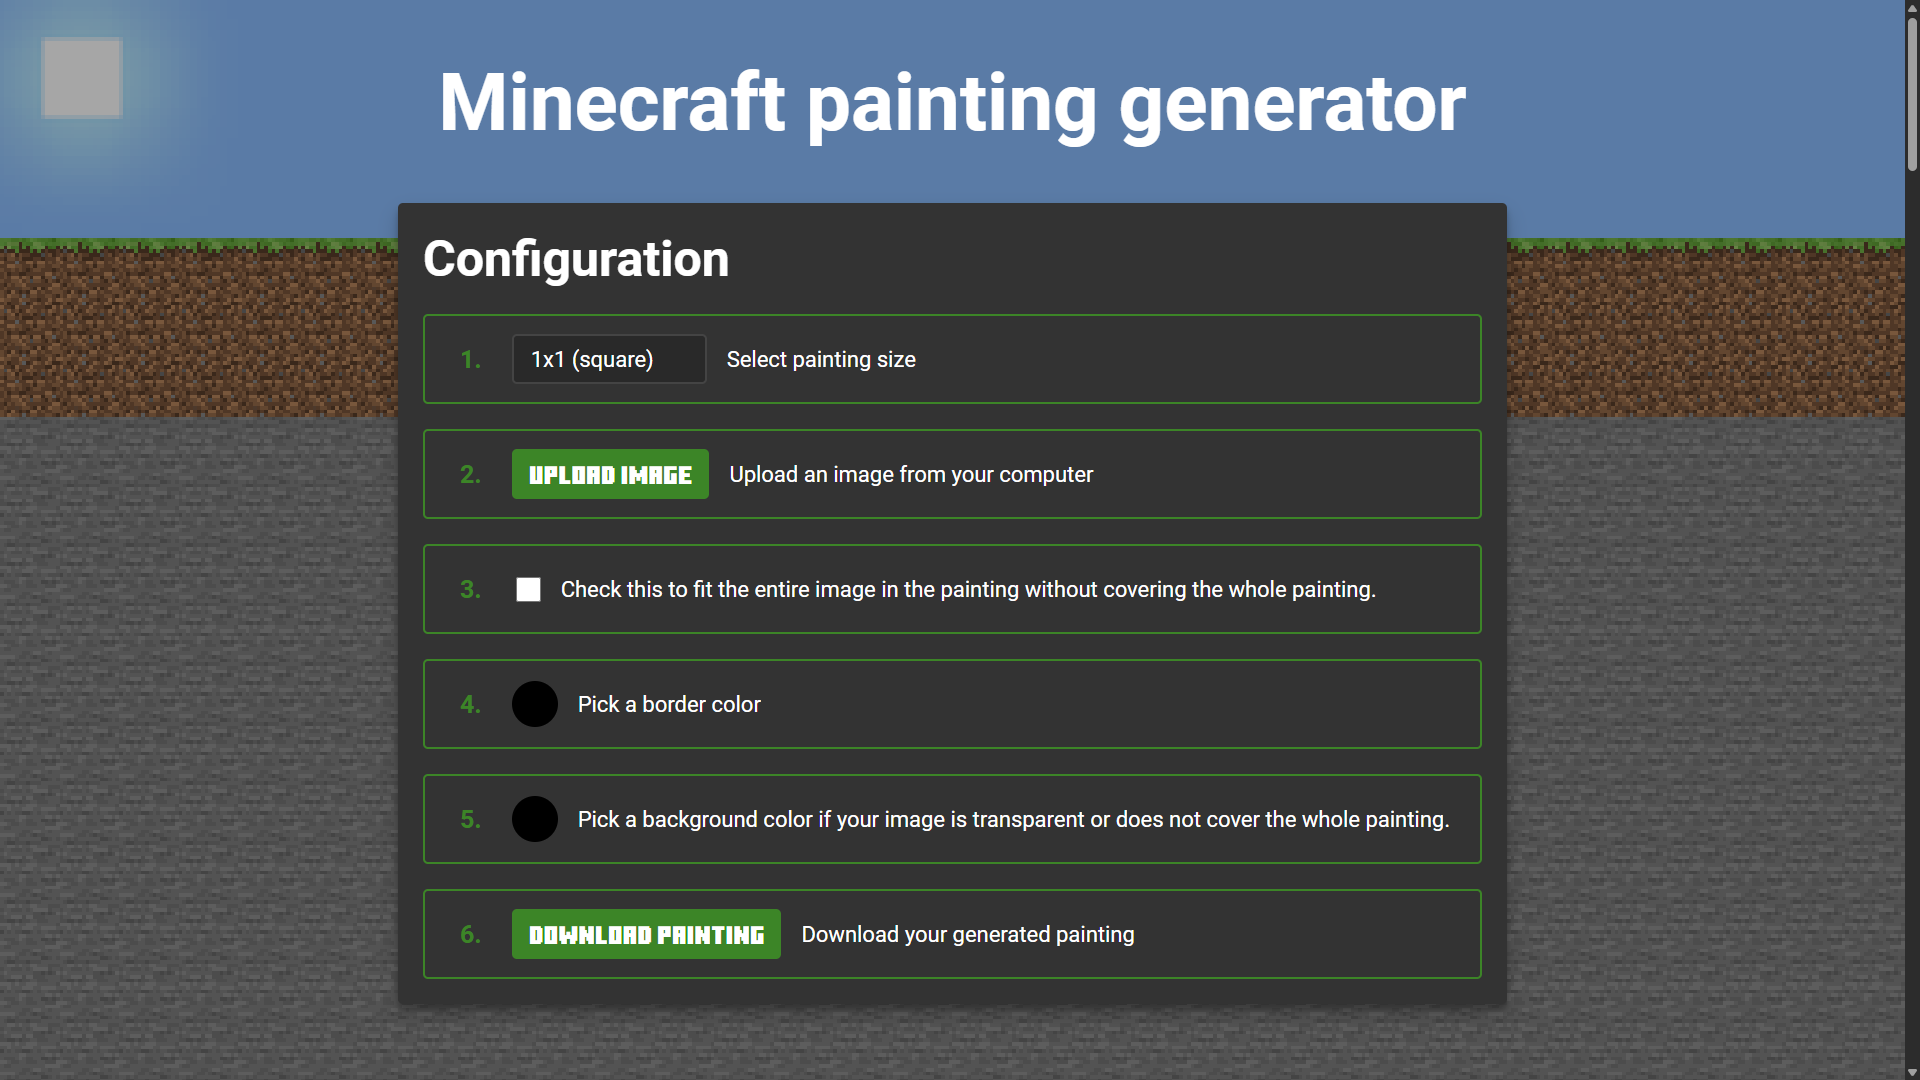 Minecraft painting generator
Configuration
1. 1x1 (square) Select painting size
2. UPLOAD IMAGE Upload an image from your computer
3. Check this to fit the entire image in the painting without covering the whole painting.
4. Pick a border color
5. Pick a background color if your image is transparent or does not cover the whole painting.
6. DOWNLOAD PAINTING Download your generated painting